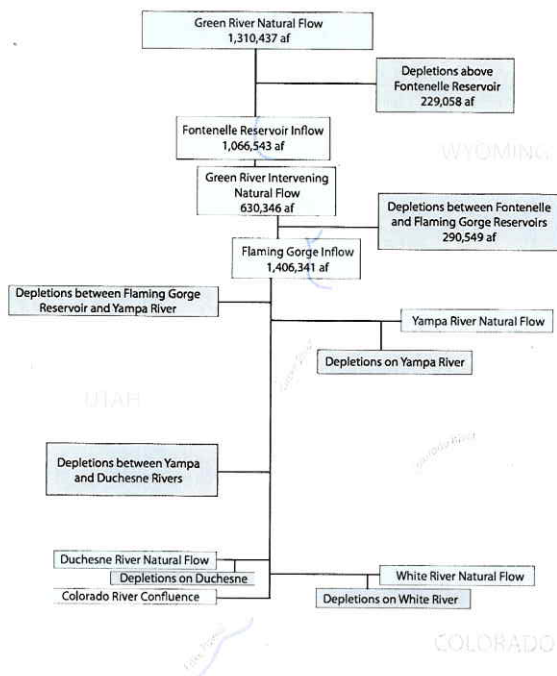 Green River Natural Flow
1,310,437 af
Depletions above
Fontenelle Reservoir
229,058 af
Fontenelle Reservoir Inflow
1,066,543 af
WYOMING
Green River Intervening
Natural Flow
630,346 af
Depletions between Fontenelle
and Flaming Gorge Reservoirs
290,549 af
Flaming Gorge Inflow
1,406,341 af
Depletions between Flaming Gorge
Reservoir and Yampa River
Yampa River Natural Flow
Depletions on Yampa River
UTAH
Depletions between Yampa
and Duchesne Rivers
Duchesne River Natural Flow
Depletions on Duchesne
Colorado River Confluence
White River Natural Flow
Depletions on White River
COLORADO